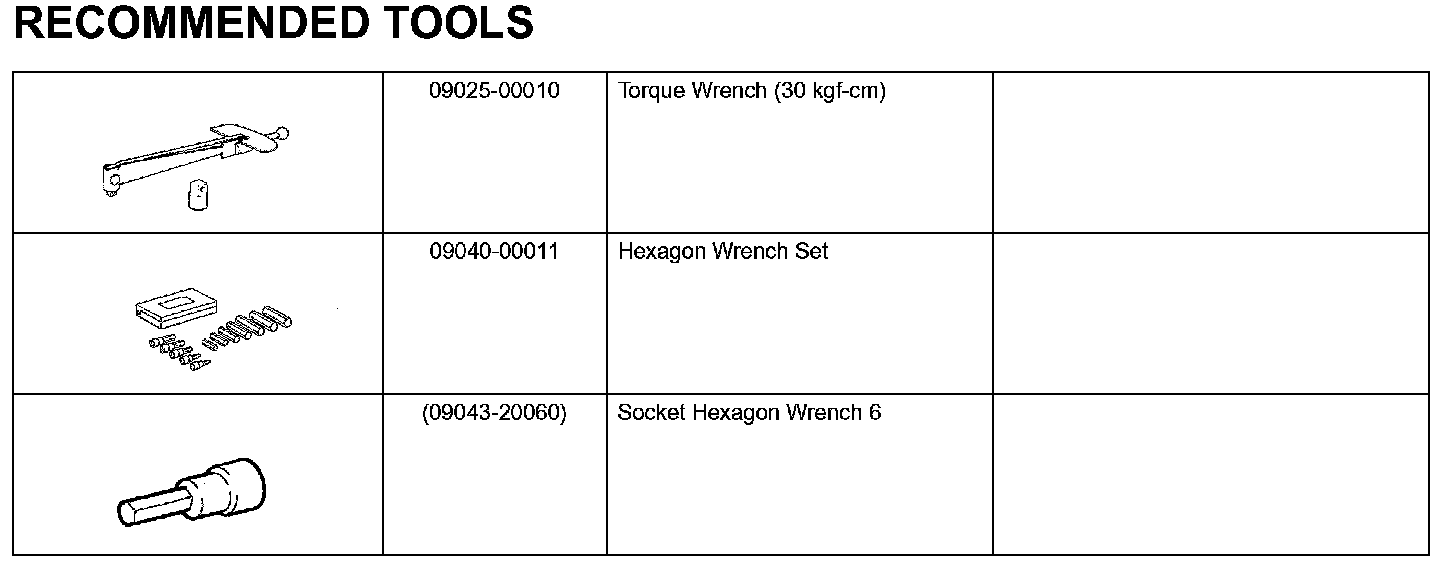 RECOMMENDED TOOLS
09025-00010 Torque Wrench (30 kgf-cm)
09040-00011 Hexagon Wrench Set
(09043-20060) Socket Hexagon Wrench 6